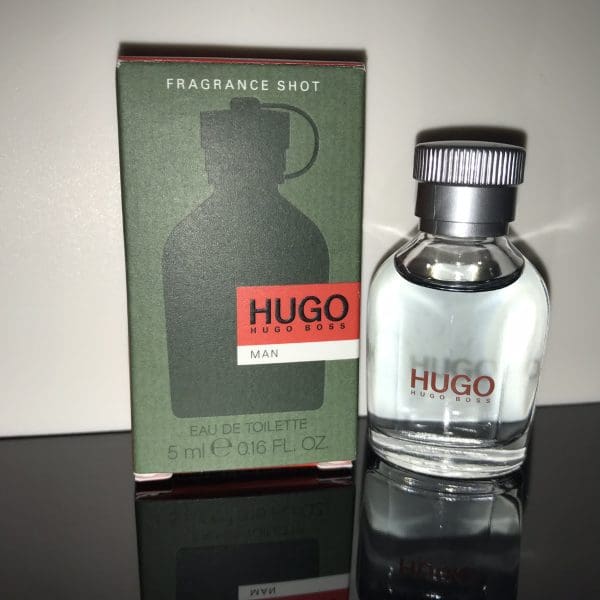 FRAGRANCE SHOT
HUGO
HUGO BOSS
MAN
EAU DE TOILETTE
5 ml ℮ 0.16 FL. OZ.
HUGO
HUGO BOSS